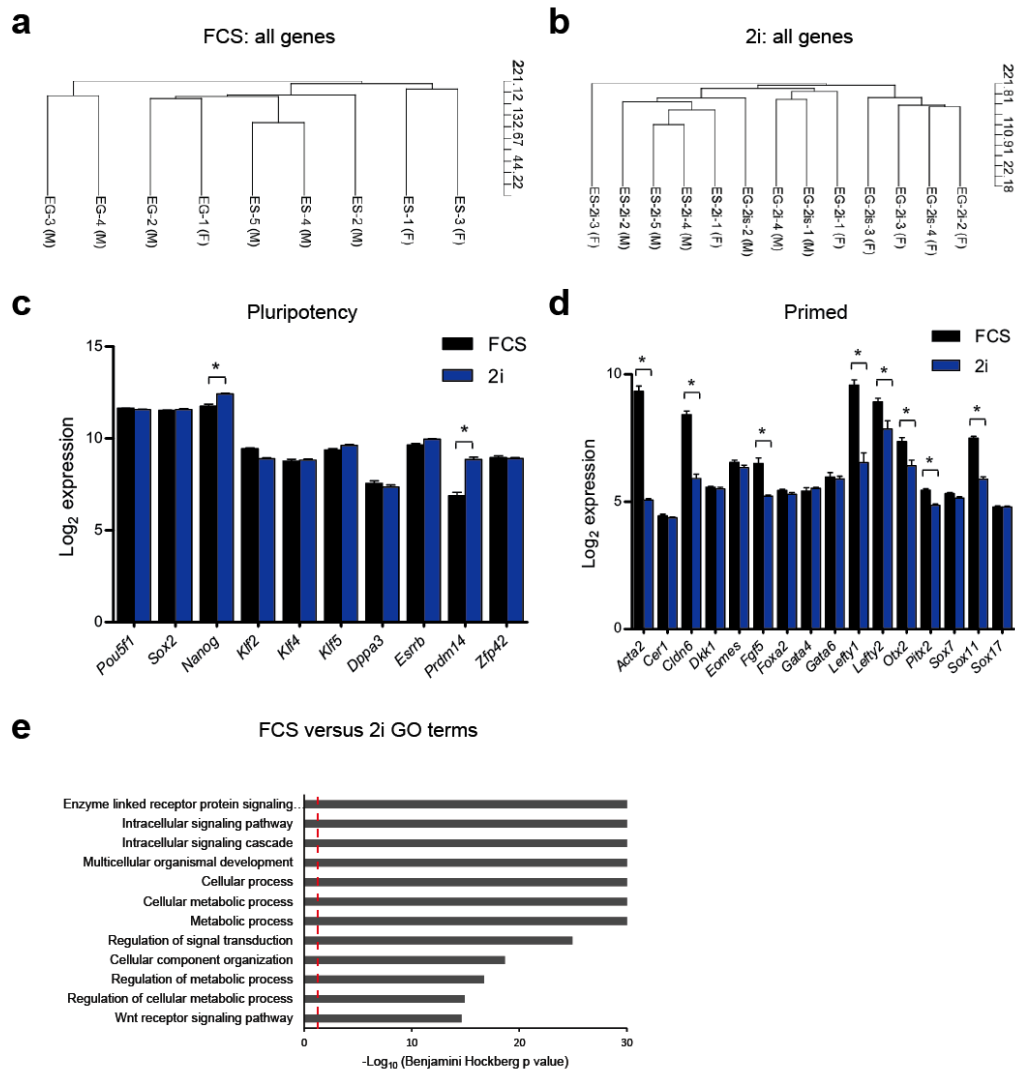 a
FCS: all genes
221.12 132.67 44.22
EG-3 (M)
EG-4 (M)
EG-2 (M)
EG-1 (F)
ES-5 (M)
ES-4 (M)
ES-2 (M)
ES-1 (F)
ES-3 (F)
b
2i: all genes
221.81 110.91 22.18
ES-2i-3 (F)
ES-2i-2 (M)
ES-2i-5 (M)
ES-2i-4 (M)
ES-2i-1 (F)
EG-2is-2 (M)
EG-2i-4 (M)
EG-2is-1 (M)
EG-2i-1 (F)
EG-2is-3 (F)
EG-2i-3 (F)
EG-2is-4 (F)
EG-2i-2 (F)
c
Pluripotency
FCS
2i
Log2 expression
15
10
5
0
*
*
Pou5f1
Sox2
Nanog
Klf2
Klf4
Klf5
Dppa3
Esrrb
Prdm14
Zfp42
d
Primed
FCS
2i
Log2 expression
10
5
0
*
*
*
*
*
*
*
*
Acta2
Cer1
Cldn6
Dkk1
Eomes
Fgf5
Foxa2
Gata4
Gata6
Lefty1
Lefty2
Otx2
Pitx2
Sox7
Sox11
Sox17
e
FCS versus 2i GO terms
Enzyme linked receptor protein signaling...
Intracellular signaling pathway
Intracellular signaling cascade
Multicellular organismal development
Cellular process
Cellular metabolic process
Metabolic process
Regulation of signal transduction
Cellular component organization
Regulation of metabolic process
Regulation of cellular metabolic process
Wnt receptor signaling pathway
0 10 20 30
-Log10 (Benjamini Hockberg p value)